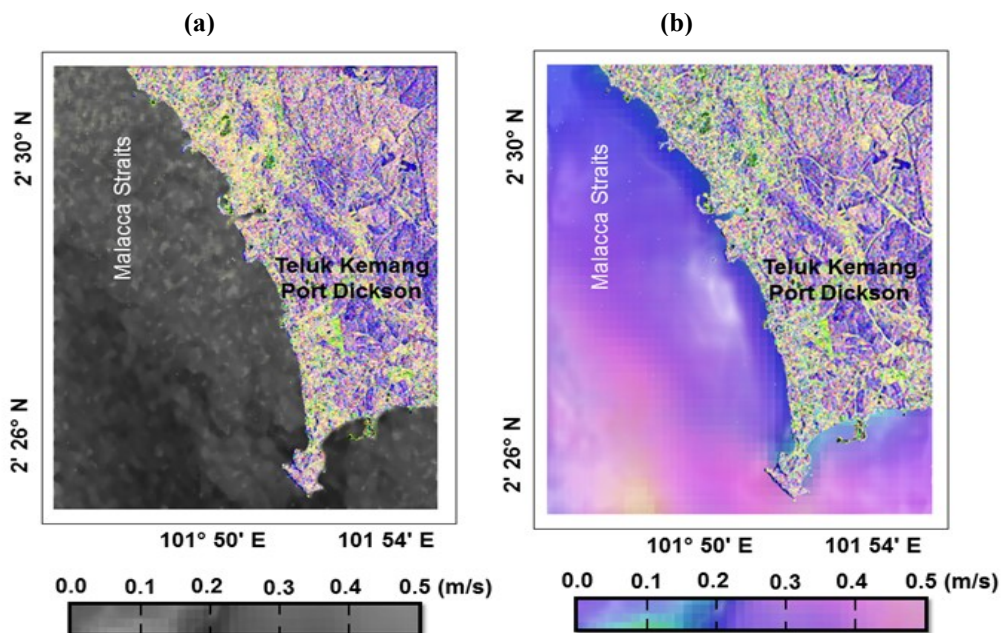 (a)
(b)
2' 30° N
Malacca Straits
Teluk Kemang
Port Dickson
2' 26° N
101° 50' E
101 54' E
0.0 0.1 0.2 0.3 0.4 0.5 (m/s)
2' 30° N
Malacca Straits
Teluk Kemang
Port Dickson
2' 26° N
101° 50' E
101 54' E
0.0 0.1 0.2 0.3 0.4 0.5 (m/s)